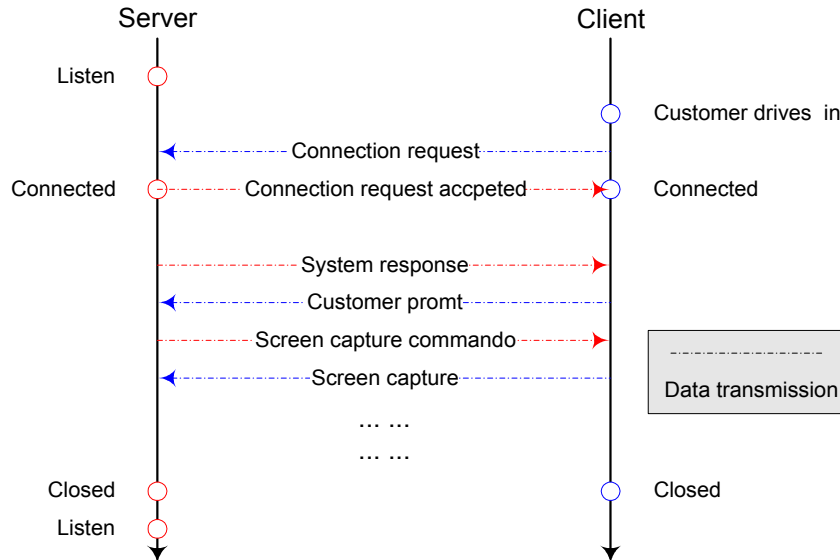 Server
Client
Listen
Customer drives in
Connection request
Connected
Connection request accpeted
Connected
System response
Customer promt
Screen capture commando
Screen capture
Data transmission
... ...
... ...
Closed
Closed
Listen